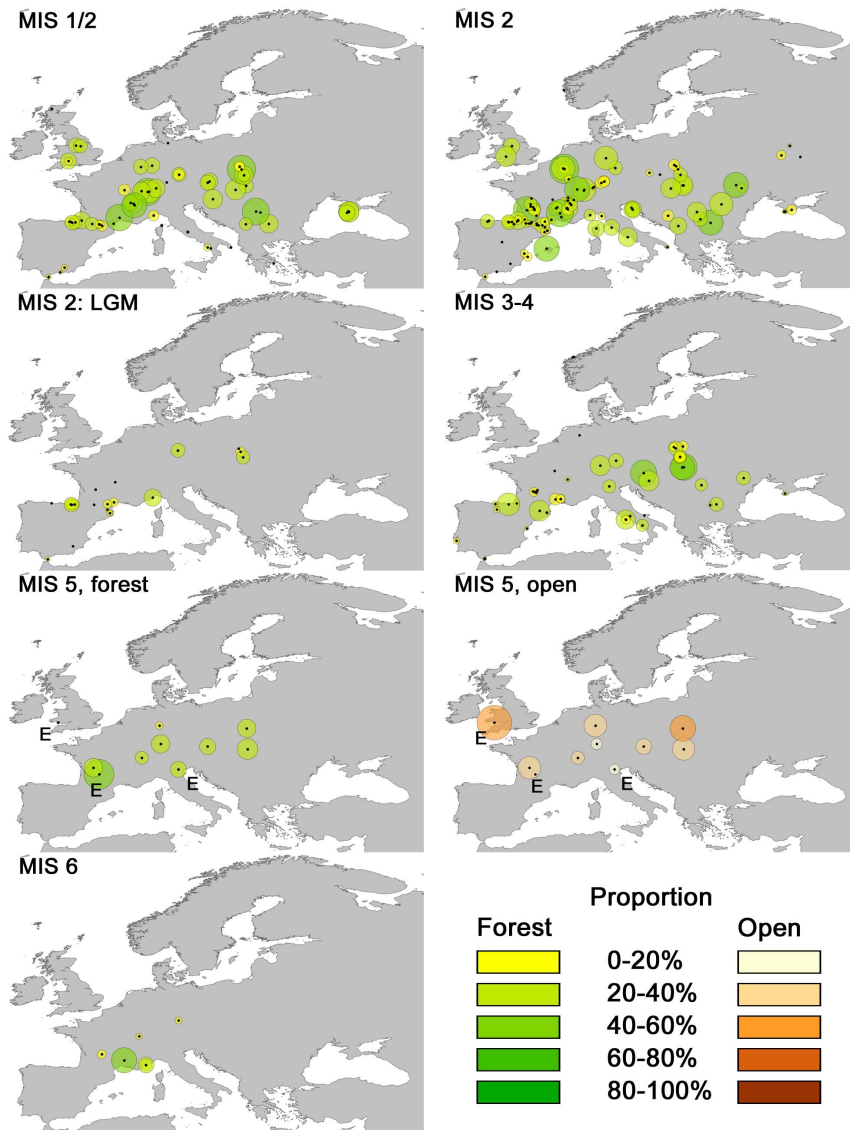 MIS 1/2
MIS 2
MIS 2: LGM
MIS 3-4
MIS 5, forest
MIS 5, open
E
E
E
E
E
E
MIS 6
Proportion
Forest Open
0-20%
20-40%
40-60%
60-80%
80-100%